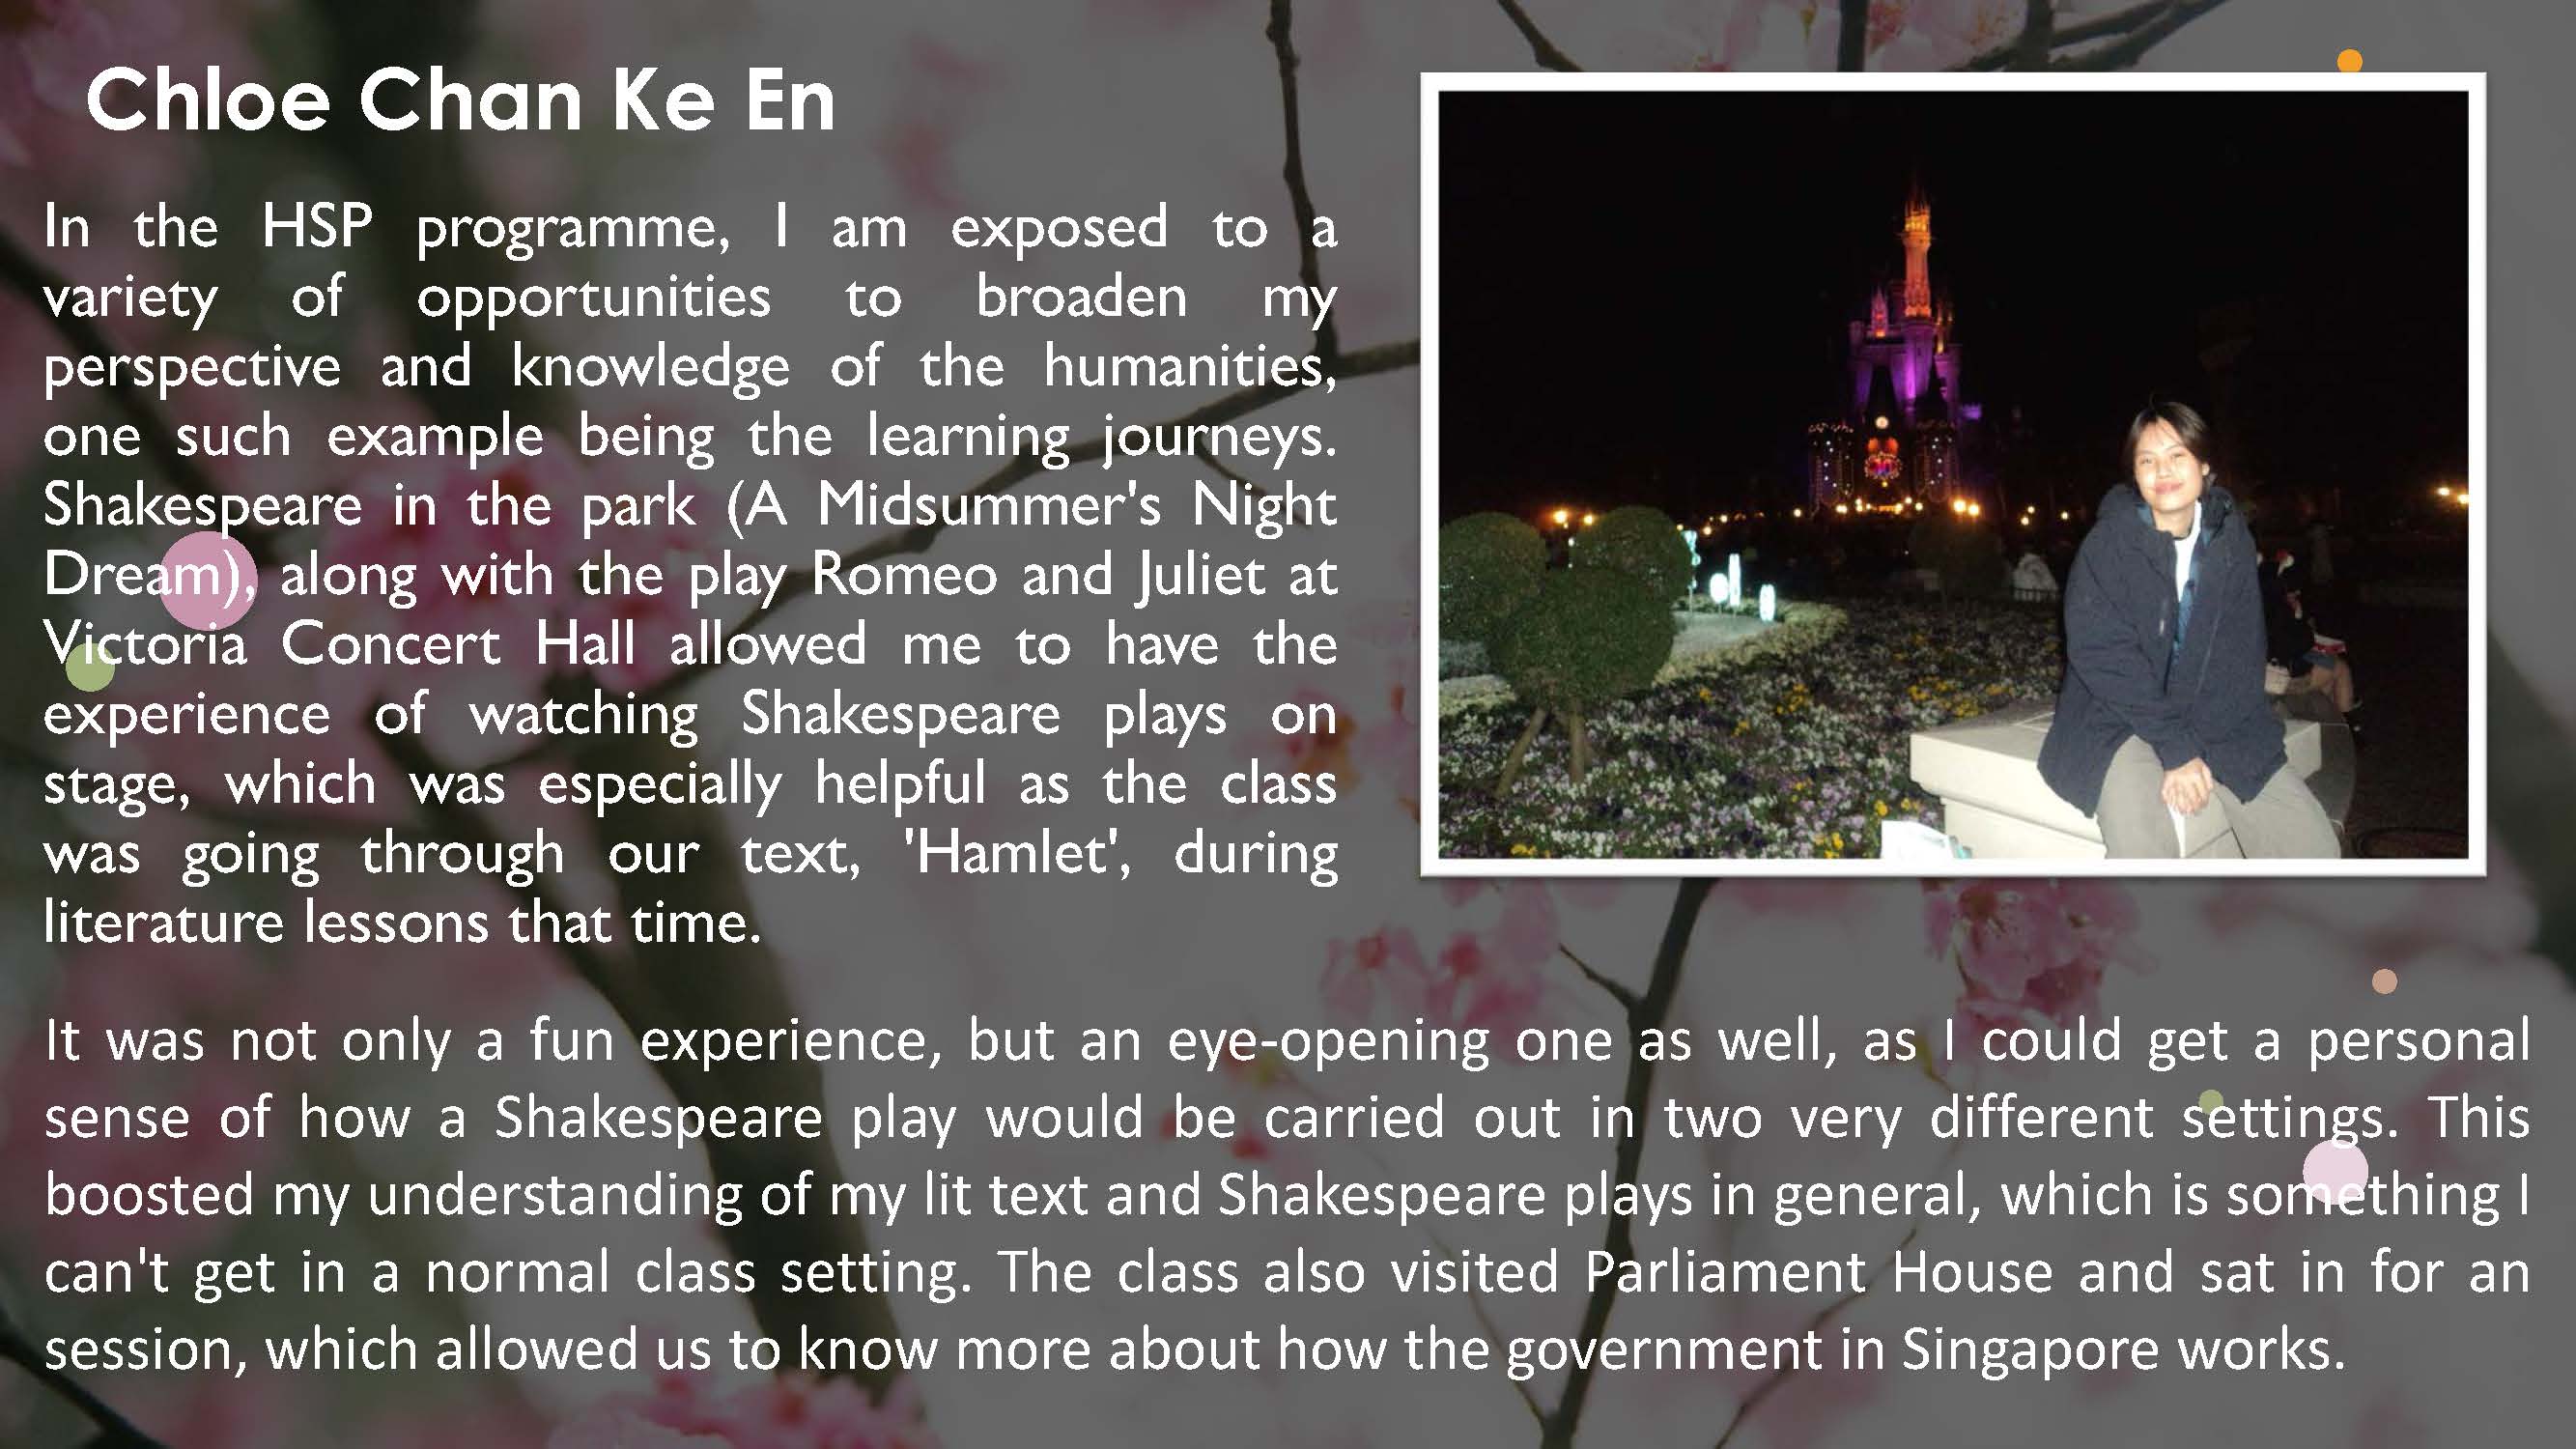 Chloe Chan Ke En
In the HSP programme, I am exposed to a
variety of opportunities to broaden my
perspective and knowledge of the humanities,
one such example being the learning journeys.
Shakespeare in the park (A Midsummer's Night
Dream), along with the play Romeo and Juliet at
Victoria Concert Hall allowed me to have the
experience of watching Shakespeare plays on
stage, which was especially helpful as the class
was going through our text, 'Hamlet', during
literature lessons that time.
It was not only a fun experience, but an eye-opening one as well, as I could get a personal
sense of how a Shakespeare play would be carried out in two very different settings. This
boosted my understanding of my lit text and Shakespeare plays in general, which is something I
can't get in a normal class setting. The class also visited Parliament House and sat in for an
session, which allowed us to know more about how the government in Singapore works.